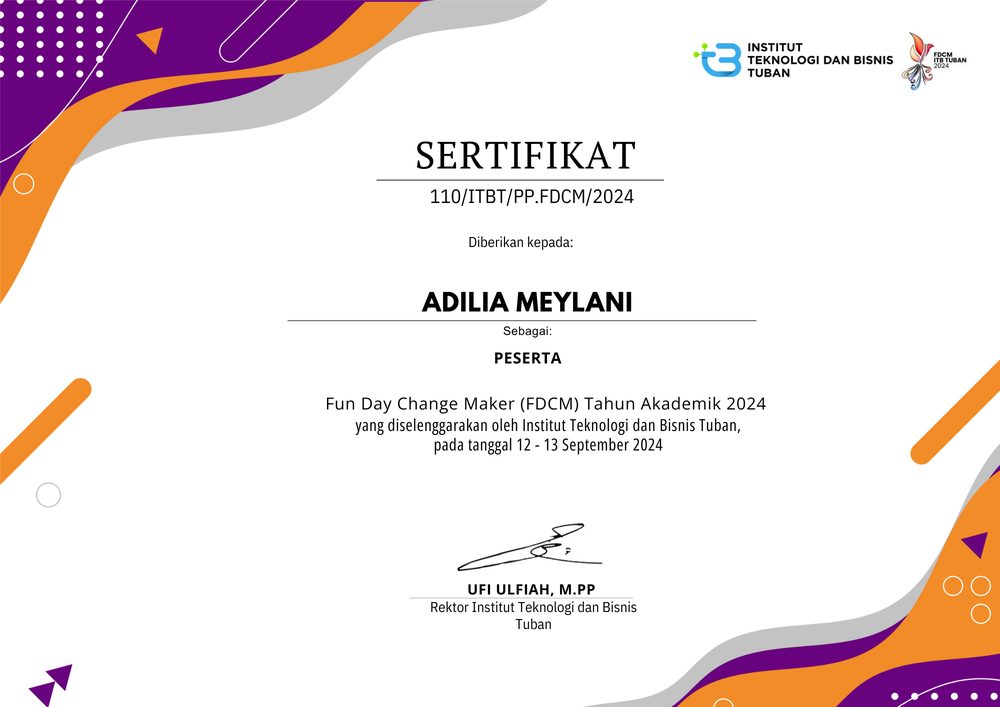 INSTITUT
TEKNOLOGI DAN BISNIS
TUBAN
FDCM
ITB TUBAN
2024
SERTIFIKAT
110/ITBT/PP.FDCM/2024
Diberikan kepada:
ADILIA MEYLANI
Sebagai:
PESERTA
Fun Day Change Maker (FDCM) Tahun Akademik 2024
yang diselenggarakan oleh Institut Teknologi dan Bisnis Tuban,
pada tanggal 12 - 13 September 2024
UFI ULFIAH, M.PP
Rektor Institut Teknologi dan Bisnis
Tuban